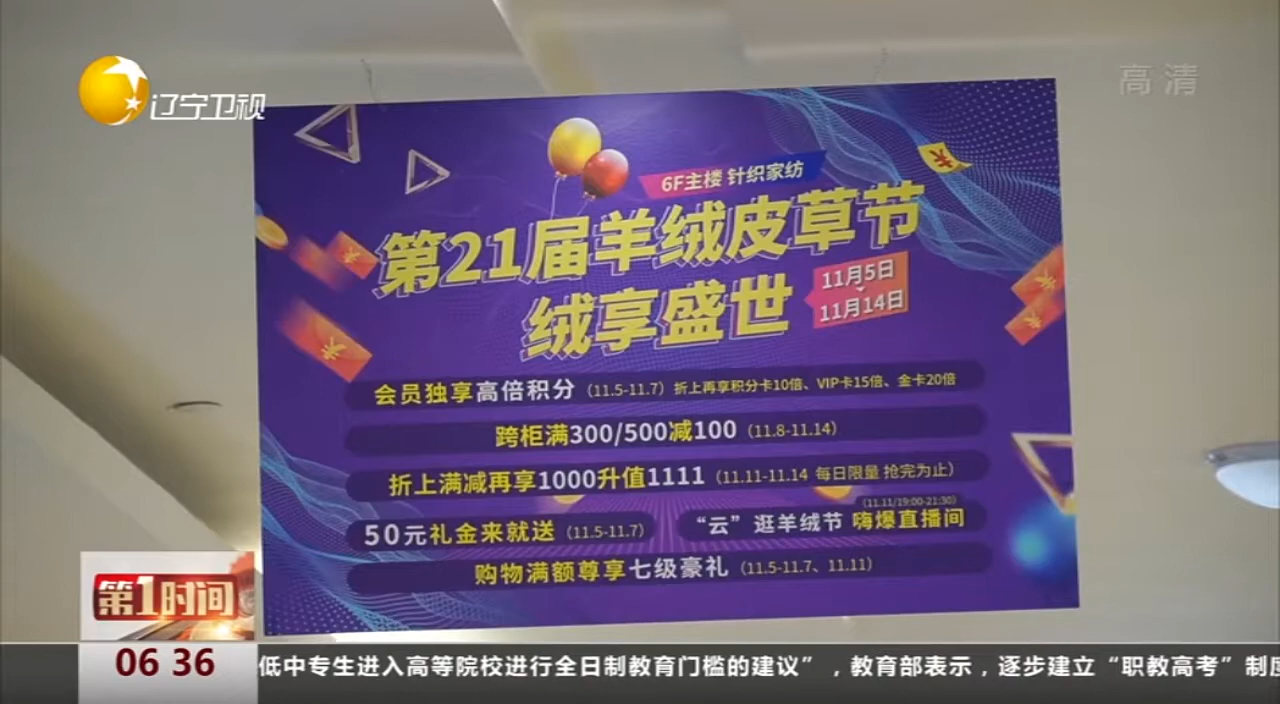 辽宁卫视
高清
6F主楼 针织家纺
第21届羊绒皮草节
绒享盛世
11月5日
11月14日
会员独享高倍积分（11.5-11.7）折上再享积分卡10倍、VIP卡15倍、金卡20倍
跨柜满300/500减100（11.8-11.14）
折上满减再享1000升值1111（11.11-11.14 每日限量 抢完为止）
（11.11/19:00-21:30）
50元礼金来就送（11.5-11.7）
“云”逛羊绒节 嗨爆直播间
购物满额尊享七级豪礼（11.5-11.7、11.11）
第1时间
06 36
低中专生进入高等院校进行全日制教育门槛的建议”，教育部表示，逐步建立“职教高考”制度